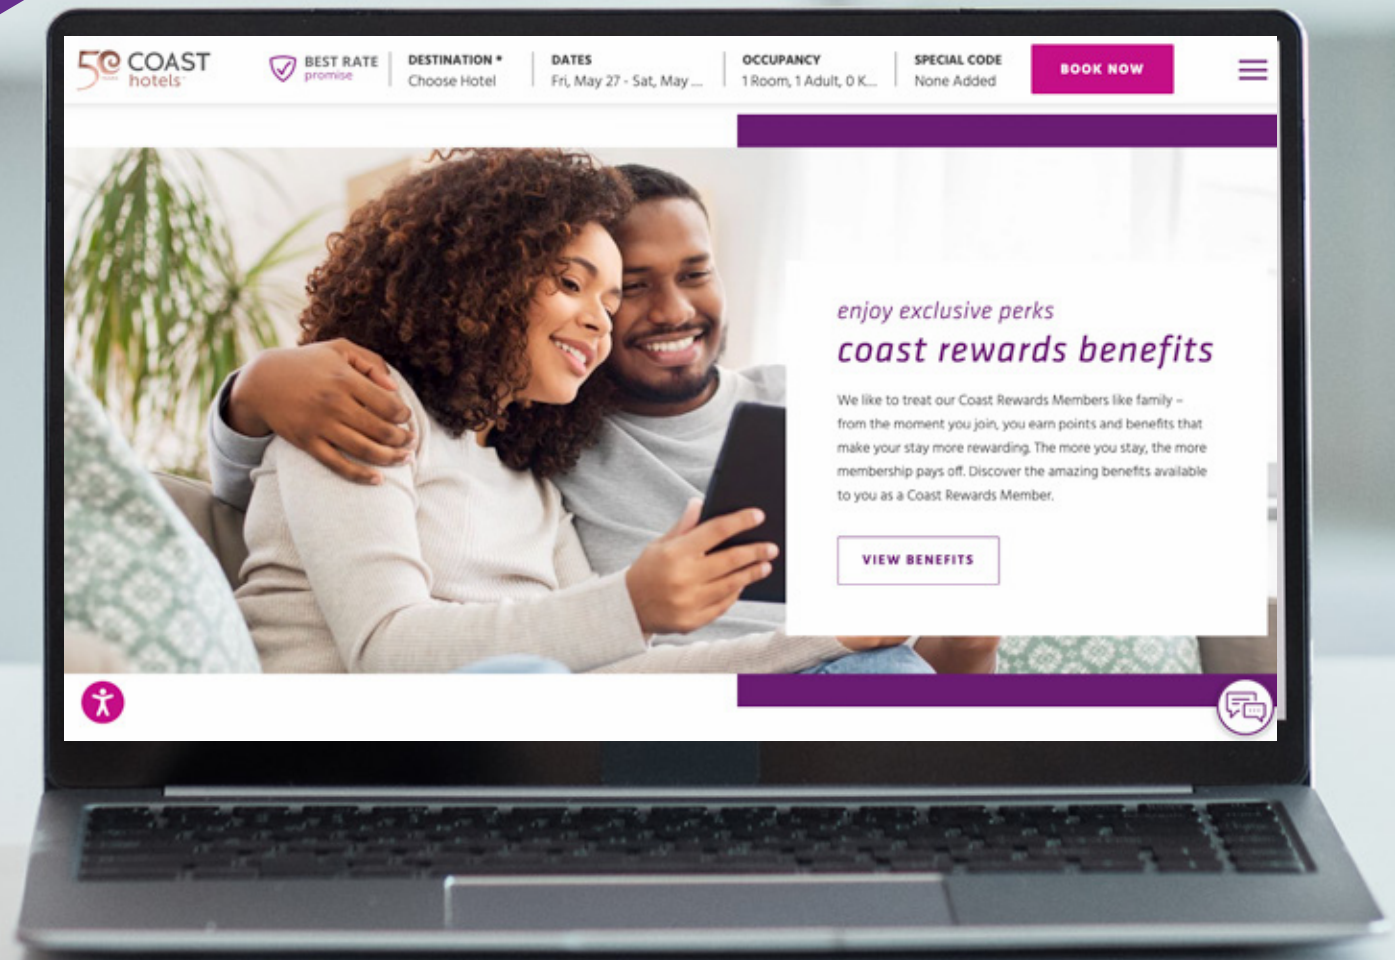 50 COAST
hotels
BEST RATE
promise
DESTINATION *
Choose Hotel
DATES
Fri, May 27 - Sat, May ...
OCCUPANCY
1 Room, 1 Adult, 0 K...
SPECIAL CODE
None Added
BOOK NOW
enjoy exclusive perks
coast rewards benefits
We like to treat our Coast Rewards Members like family –
from the moment you join, you earn points and benefits that
make your stay more rewarding. The more you stay, the more
membership pays off. Discover the amazing benefits available
to you as a Coast Rewards Member.
VIEW BENEFITS